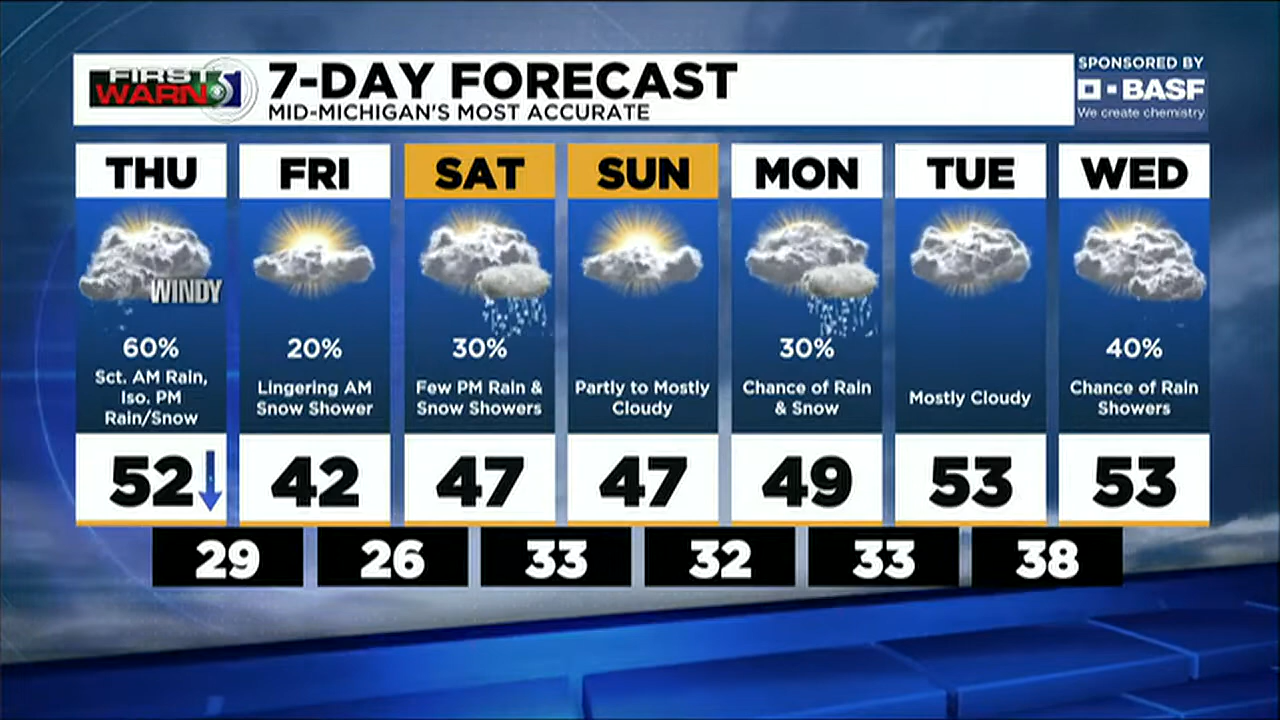 FIRST
WARN 5
7-DAY FORECAST
MID-MICHIGAN'S MOST ACCURATE
SPONSORED BY
BASF
We create chemistry
THU
WINDY
60%
Sct. AM Rain,
Iso. PM
Rain/Snow
52
FRI
20%
Lingering AM
Snow Shower
42
SAT
30%
Few PM Rain &
Snow Showers
47
SUN
Partly to Mostly
Cloudy
47
MON
30%
Chance of Rain
& Snow
49
TUE
Mostly Cloudy
53
WED
40%
Chance of Rain
Showers
53
29
26
33
32
33
38